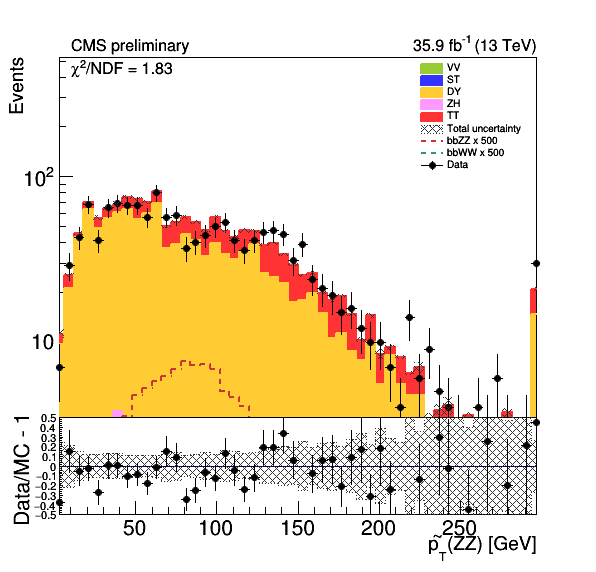 CMS preliminary 35.9 fb⁻¹ (13 TeV)
χ²/NDF = 1.83
Events
VV
ST
DY
ZH
TT
Total uncertainty
bbZZ x 500
bbWW x 500
Data
10²
10
Data/MC - 1
0.5
0.4
0.3
0.2
0.1
0
-0.1
-0.2
-0.3
-0.4
-0.5
50 100 150 200 250
p̃_T(ZZ) [GeV]